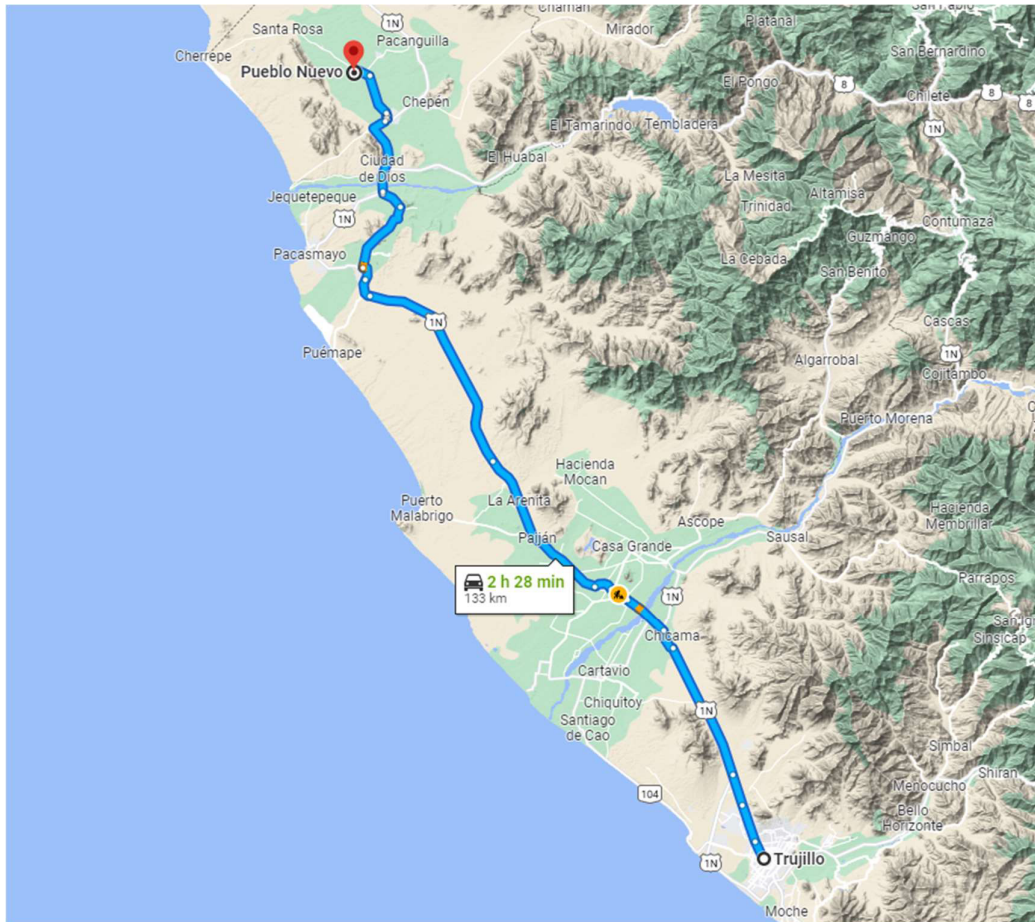 Chamán
San Pablo
Santa Rosa
1N
Mirador
Platanal
Pacanguilla
Cherrepe
San Bernardino
Pueblo Nuevo
El Pongo
8
Chilete
8
8
Chepén
El Tamarindo
Tembladera
1N
Ciudad
de Dios
El Huabal
La Mesita
Altamisa
Jequetepeque
Trinidad
1N
Contumaza
Guzmango
Pacasmayo
La Cebada
San Benito
1N
Cascas
Puémape
1N
Algarrobal
Cojitambo
Puerto Morena
Hacienda
Mocan
Puerto
Malabrigo
La Arenita
Ascope
Hacienda
Membrillar
Paiján
Casa Grande
Sausal
2 h 28 min
133 km
Parrapos
1N
Chicama
Sinsicap
Cartavio
Chiquitoy
1N
Santiago
de Cao
Simbal
Shiran
Menocucho
104
Bello
Horizonte
1N
Trujillo
Moche